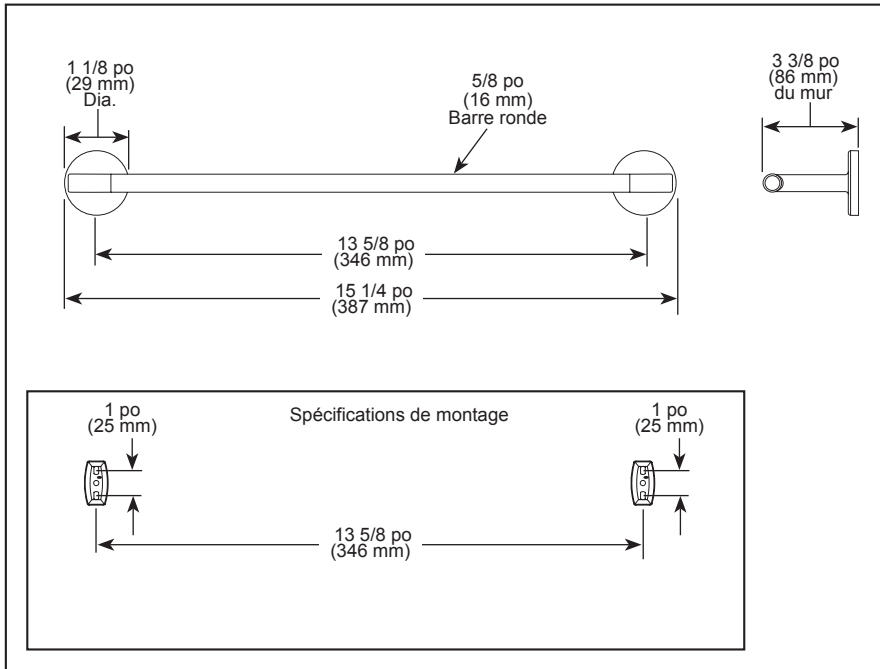 1 1/8 po
(29 mm)
Dia.
5/8 po
(16 mm)
Barre ronde
3 3/8 po
(86 mm)
du mur
13 5/8 po
(346 mm)
15 1/4 po
(387 mm)
Spécifications de montage
1 po
(25 mm)
1 po
(25 mm)
13 5/8 po
(346 mm)